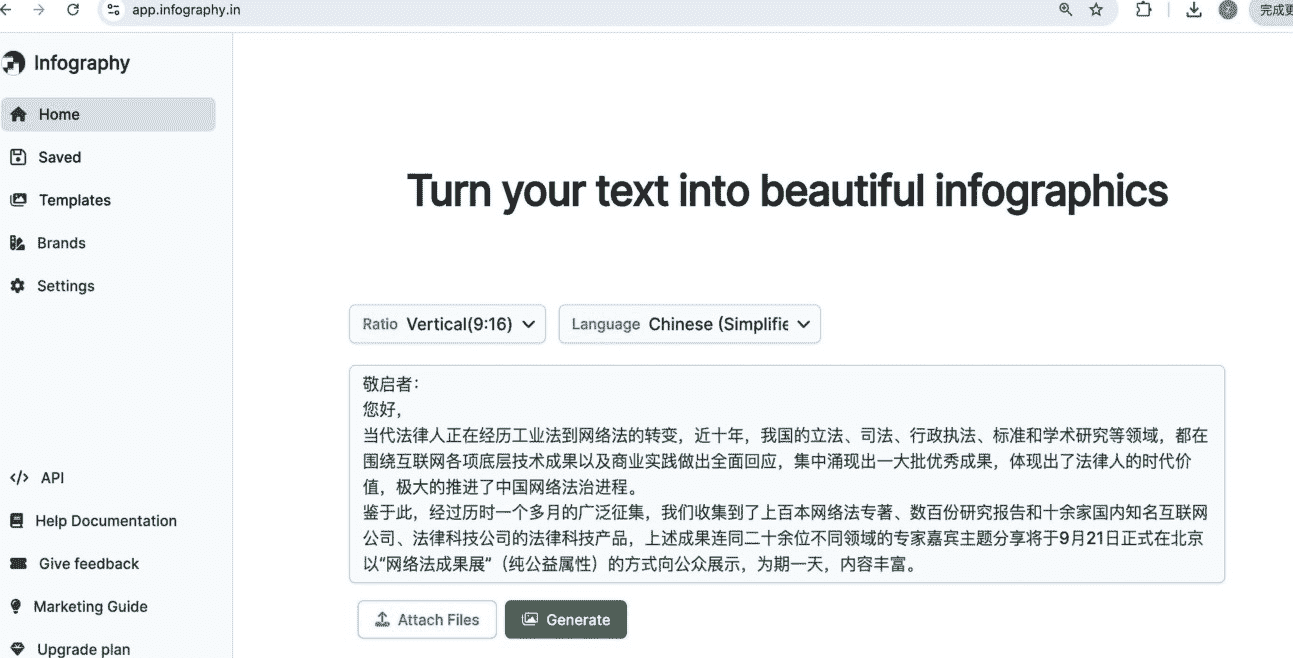 app.infography.in
完成更
Infography
Home
Saved
Templates
Brands
Settings
API
Help Documentation
Give feedback
Marketing Guide
Upgrade plan
Turn your text into beautiful infographics
Ratio Vertical(9:16)
Language Chinese (Simplifie
敬启者：
您好，
当代法律人正在经历工业法到网络法的转变，近十年，我国的立法、司法、行政执法、标准和学术研究等领域，都在
围绕互联网各项底层技术成果以及商业实践做出全面回应，集中涌现出一大批优秀成果，体现出了法律人的时代价
值，极大的推进了中国网络法治进程。
鉴于此，经过历时一个多月的广泛征集，我们收集到了上百本网络法专著、数百份研究报告和十余家国内知名互联网
公司、法律科技公司的法律科技产品，上述成果连同二十余位不同领域的专家嘉宾主题分享将于9月21日正式在北京
以“网络法成果展”（纯公益属性）的方式向公众展示，为期一天，内容丰富。
Attach Files
Generate